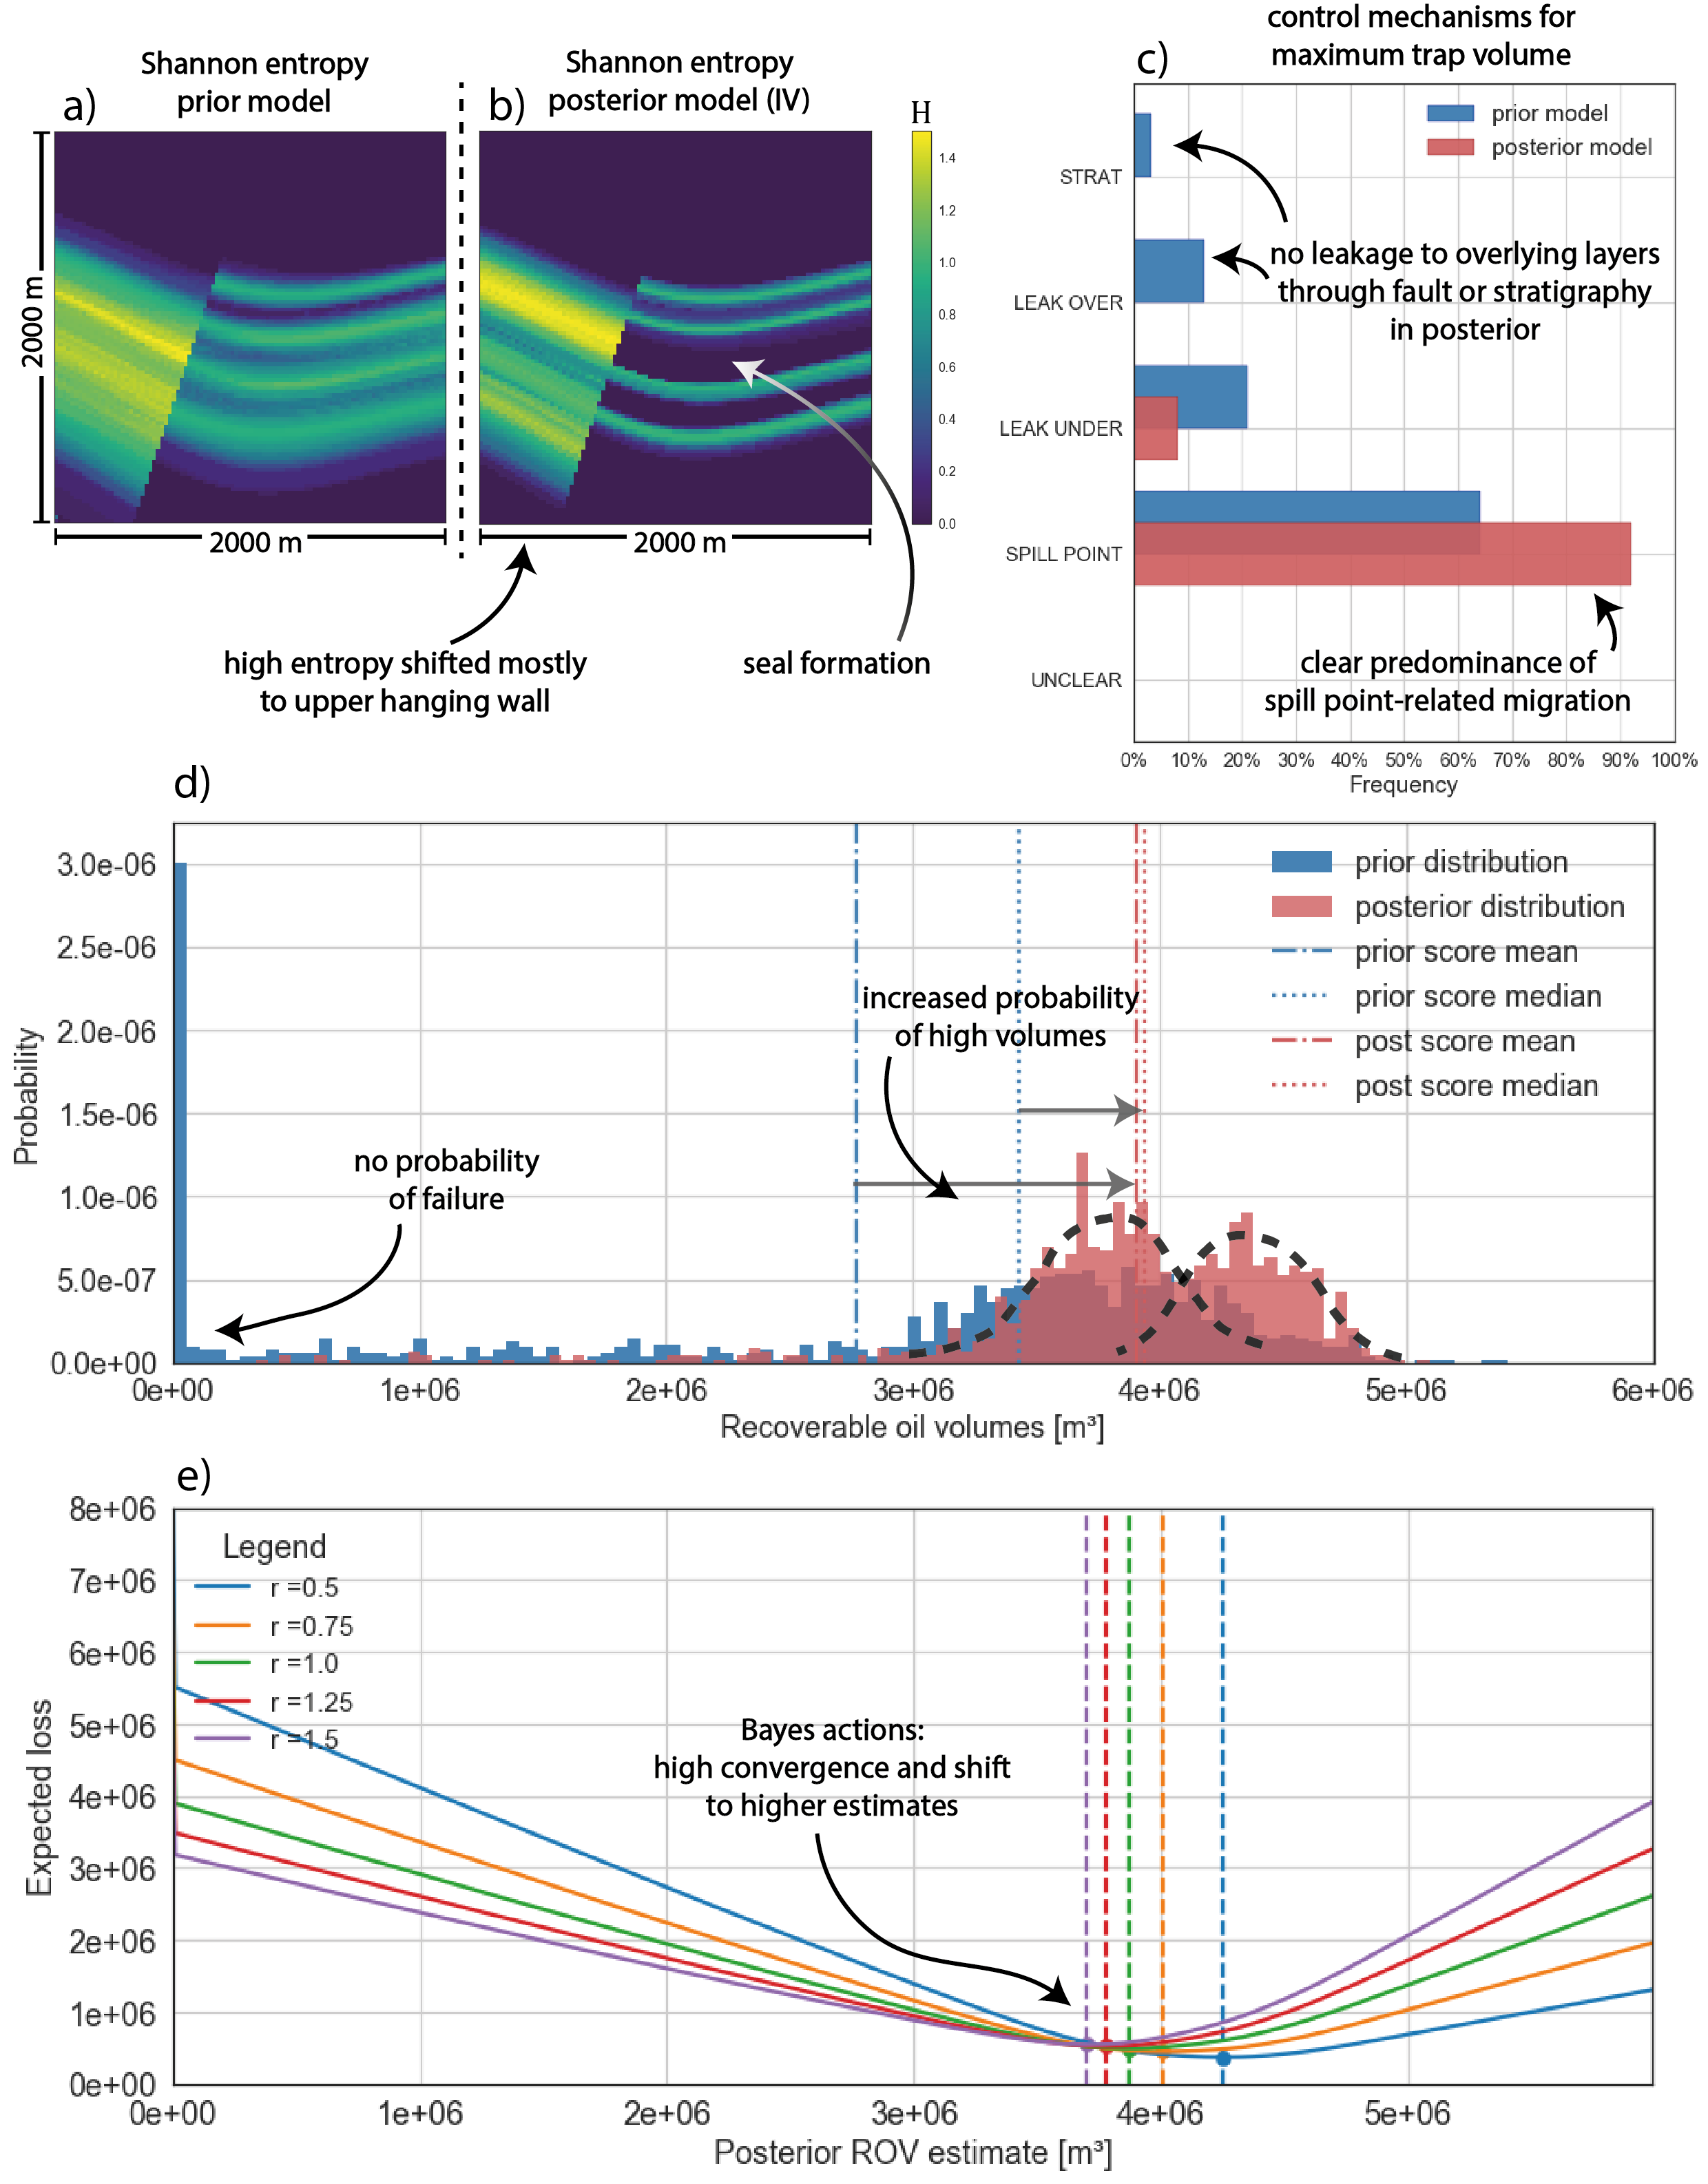 Shannon entropy
prior model
a)
Shannon entropy
posterior model (IV)
b)
H
1.4
1.2
1.0
0.8
0.6
0.4
0.2
0.0
2000 m
2000 m
2000 m
high entropy shifted mostly
to upper hanging wall
seal formation
control mechanisms for
maximum trap volume
c)
prior model
posterior model
STRAT
LEAK OVER
LEAK UNDER
SPILL POINT
UNCLEAR
no leakage to overlying layers
through fault or stratigraphy
in posterior
clear predominance of
spill point-related migration
0% 10% 20% 30% 40% 50% 60% 70% 80% 90% 100%
Frequency
d)
3.0e-06
2.5e-06
2.0e-06
1.5e-06
1.0e-06
5.0e-07
0.0e+00
Probability
prior distribution
posterior distribution
prior score mean
prior score median
post score mean
post score median
increased probability
of high volumes
no probability
of failure
0e+00 1e+06 2e+06 3e+06 4e+06 5e+06 6e+06
Recoverable oil volumes [m³]
e)
8e+06
7e+06
6e+06
5e+06
4e+06
3e+06
2e+06
1e+06
0e+00
Expected loss
Legend
r =0.5
r =0.75
r =1.0
r =1.25
r =1.5
Bayes actions:
high convergence and shift
to higher estimates
0e+00 1e+06 2e+06 3e+06 4e+06 5e+06
Posterior ROV estimate [m³]